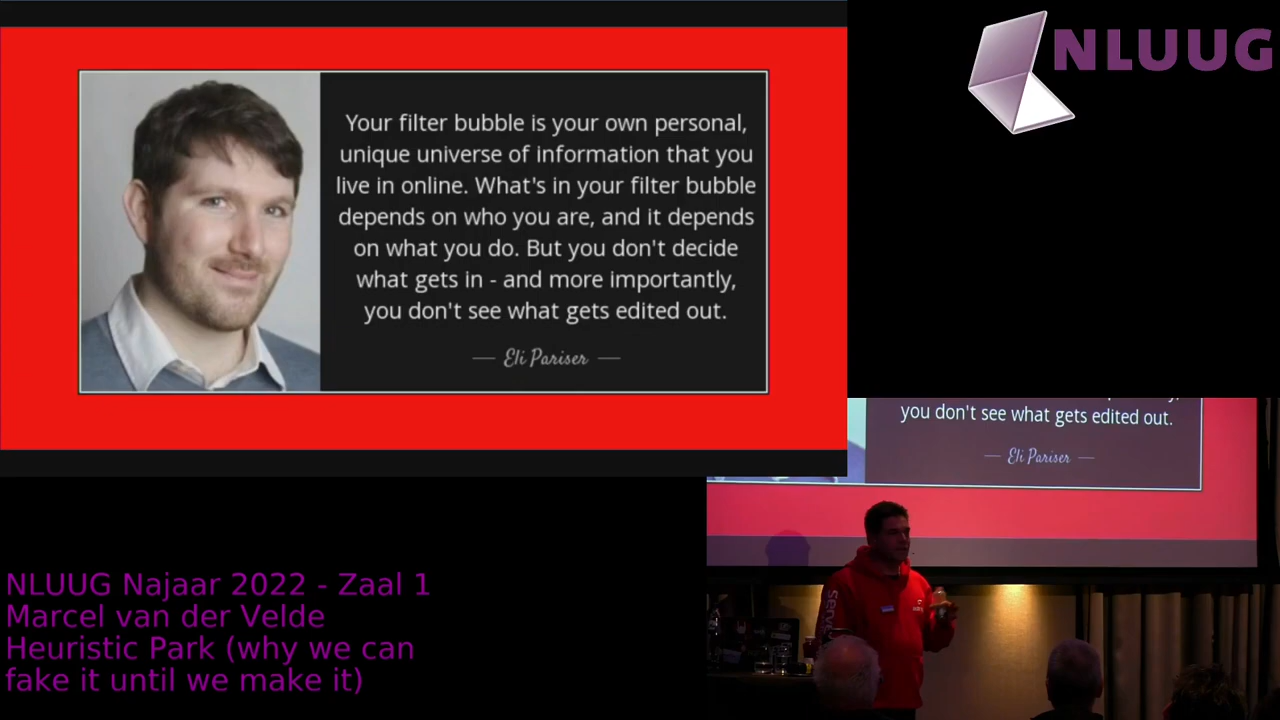 Your filter bubble is your own personal,
unique universe of information that you
live in online. What's in your filter bubble
depends on who you are, and it depends
on what you do. But you don't decide
what gets in - and more importantly,
you don't see what gets edited out.
— Eli Pariser —
NLUUG
you don't see what gets edited out.
— Eli Pariser —
NLUUG Najaar 2022 - Zaal 1
Marcel van der Velde
Heuristic Park (why we can
fake it until we make it)